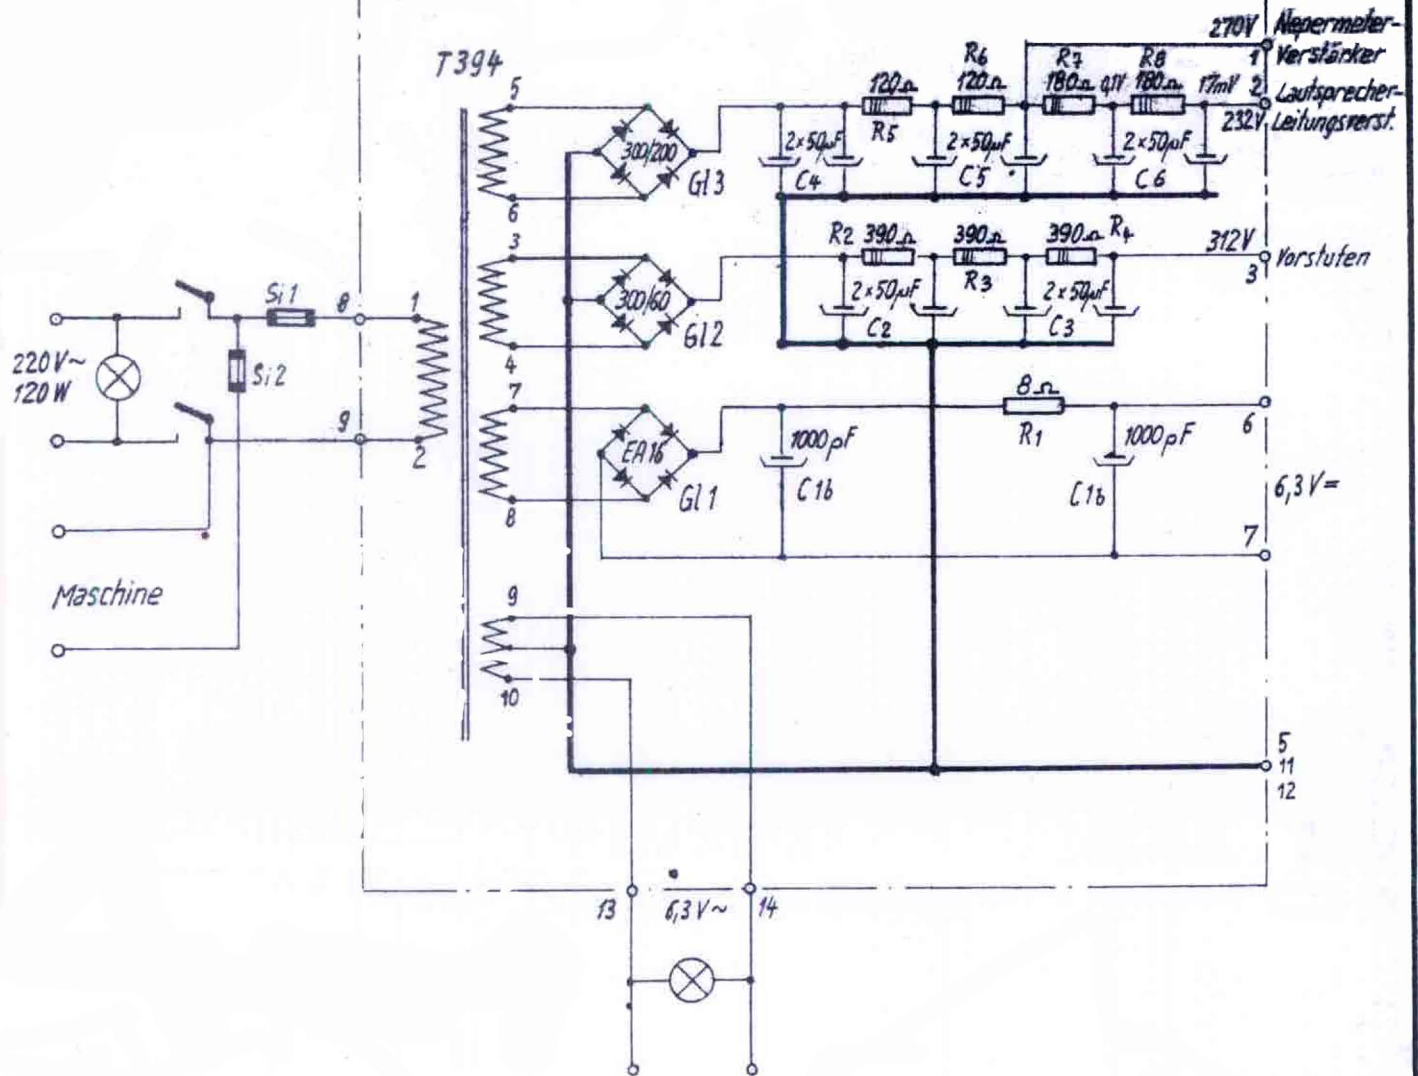 270V Nepermeter-
1 Verstärker
T394
R6 R7 R8
120Ω 120Ω 180Ω 0,1V 180Ω 17mV 2 Lautsprecher-
R5 232V Leitungsverst.
5
300/200
Gl3
2×50µF 2×50µF 2×50µF
C4 C5 C6
6
3
R2 390Ω 390Ω 390Ω R4 312V
R3 3 Vorstufen
300/60
Gl2
2×50µF 2×50µF
C2 C3
4
Si1 8 1
220V~
120W
Si2
9 2
7
EA16
Gl1
8
8Ω
R1
6
1000pF 1000pF
C1b C1b
6,3V=
7
Maschine
9
10
5
11
12
13 6,3V~ 14